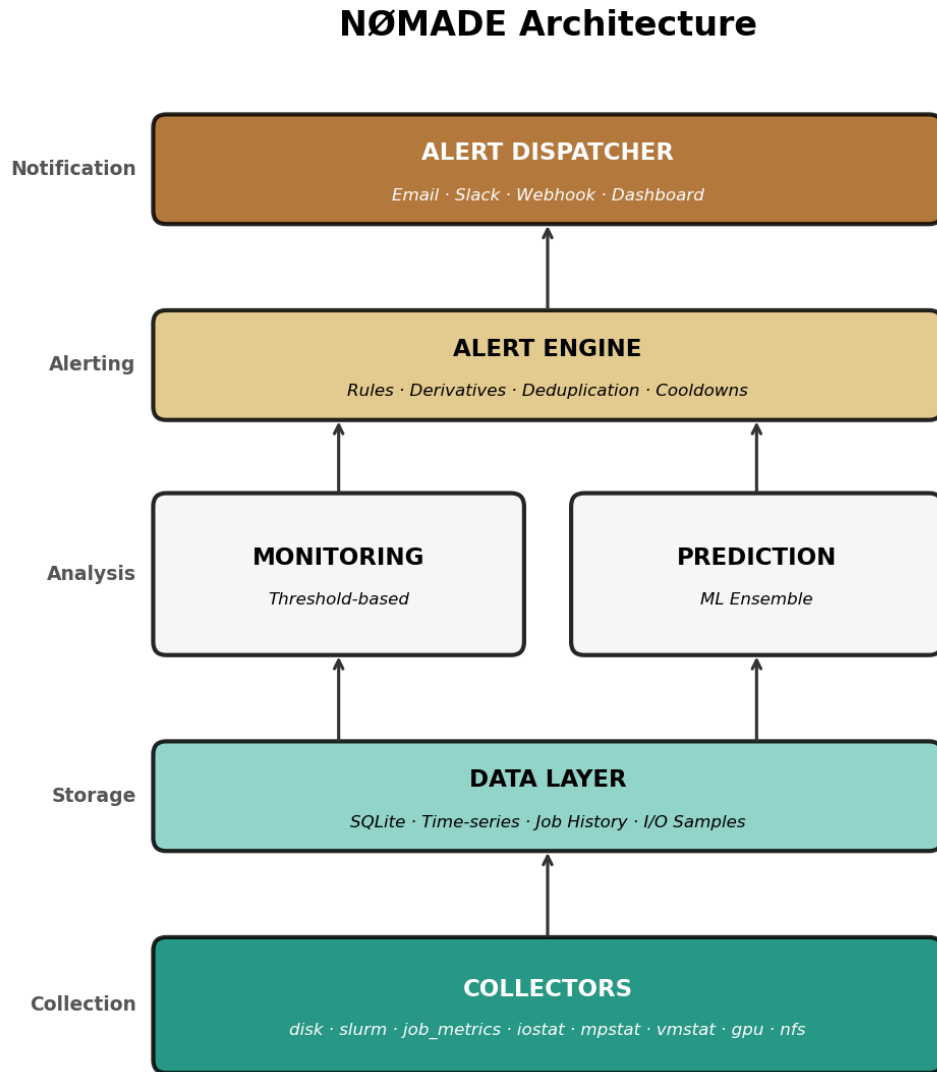 NØMADE Architecture
Notification
ALERT DISPATCHER
Email · Slack · Webhook · Dashboard
Alerting
ALERT ENGINE
Rules · Derivatives · Deduplication · Cooldowns
Analysis
MONITORING
Threshold-based
PREDICTION
ML Ensemble
Storage
DATA LAYER
SQLite · Time-series · Job History · I/O Samples
Collection
COLLECTORS
disk · slurm · job_metrics · iostat · mpstat · vmstat · gpu · nfs